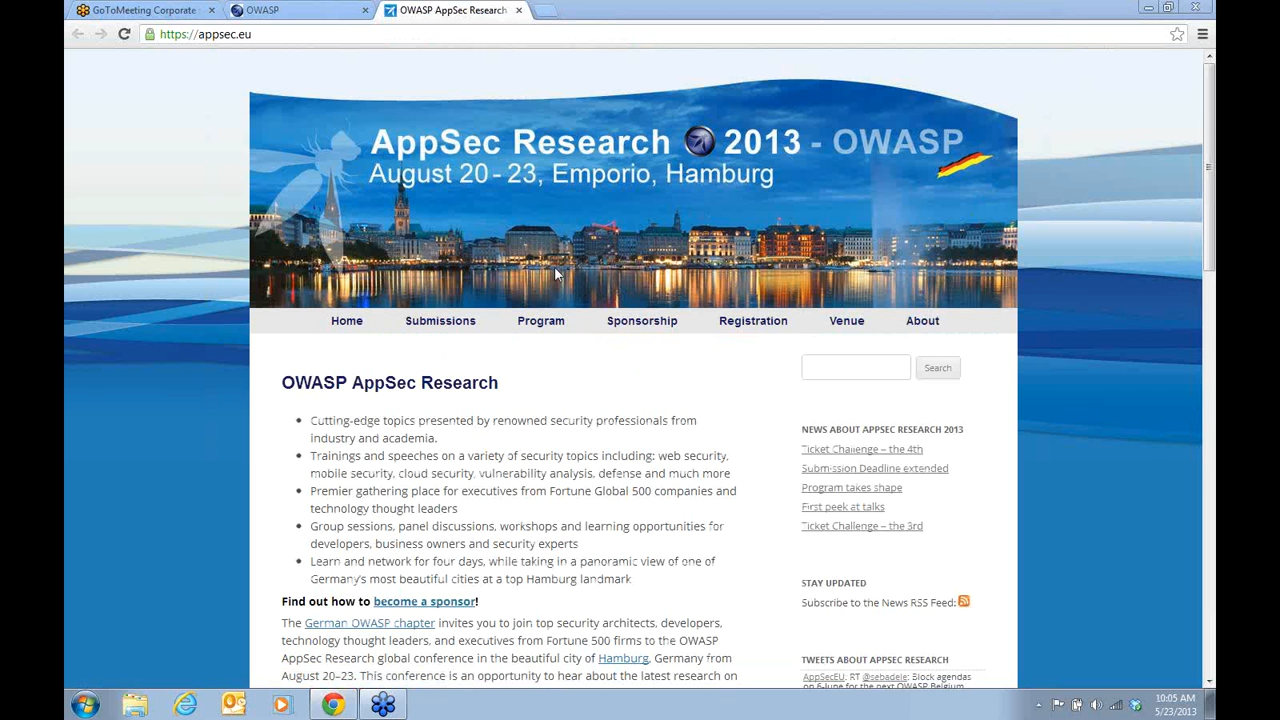 GoToMeeting Corporate
OWASP
OWASP AppSec Research
https://appsec.eu
AppSec Research 2013 - OWASP
August 20 - 23, Emporio, Hamburg
Home Submissions Program Sponsorship Registration Venue About
OWASP AppSec Research
Cutting-edge topics presented by renowned security professionals from
industry and academia.
Trainings and speeches on a variety of security topics including: web security,
mobile security, cloud security, vulnerability analysis, defense and much more
Premier gathering place for executives from Fortune Global 500 companies and
technology thought leaders
Group sessions, panel discussions, workshops and learning opportunities for
developers, business owners and security experts
Learn and network for four days, while taking in a panoramic view of one of
Germany's most beautiful cities at a top Hamburg landmark
Find out how to become a sponsor!
The German OWASP chapter invites you to join top security architects, developers,
technology thought leaders, and executives from Fortune 500 firms to the OWASP
AppSec Research global conference in the beautiful city of Hamburg, Germany from
August 20–23. This conference is an opportunity to hear about the latest research on
Search
NEWS ABOUT APPSEC RESEARCH 2013
Ticket Challenge – the 4th
Submission Deadline extended
Program takes shape
First peek at talks
Ticket Challenge – the 3rd
STAY UPDATED
Subscribe to the News RSS Feed:
TWEETS ABOUT APPSEC RESEARCH
AppSecEU: RT @sebadele: Block agendas
on 6-June for the next OWASP Belgium
10:05 AM
5/23/2013